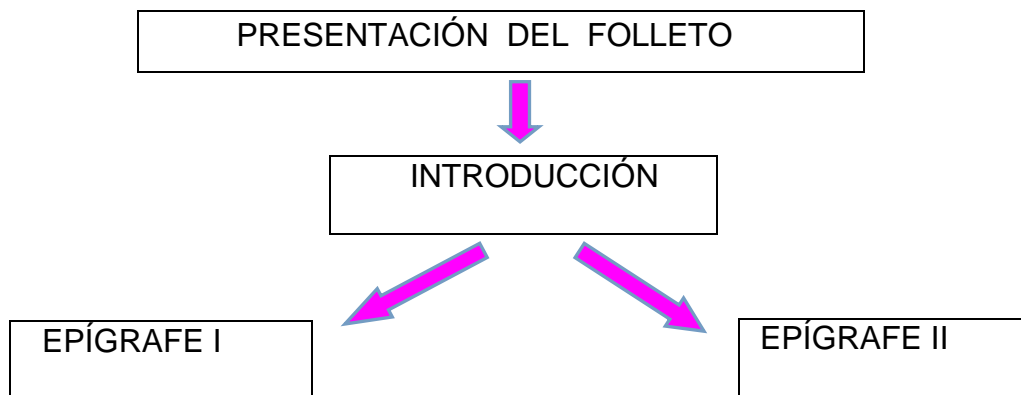 PRESENTACIÓN DEL FOLLETO
INTRODUCCIÓN
EPÍGRAFE I
EPÍGRAFE II